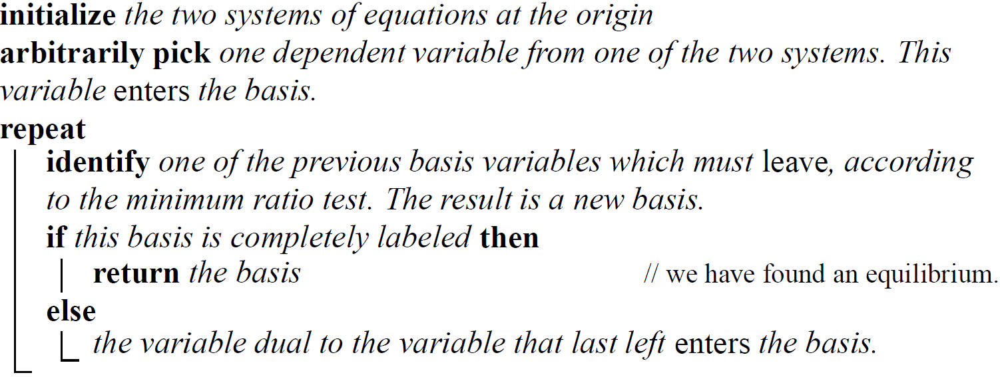 initialize the two systems of equations at the origin
arbitrarily pick one dependent variable from one of the two systems. This
variable enters the basis.
repeat
identify one of the previous basis variables which must leave, according
to the minimum ratio test. The result is a new basis.
if this basis is completely labeled then
return the basis // we have found an equilibrium.
else
the variable dual to the variable that last left enters the basis.